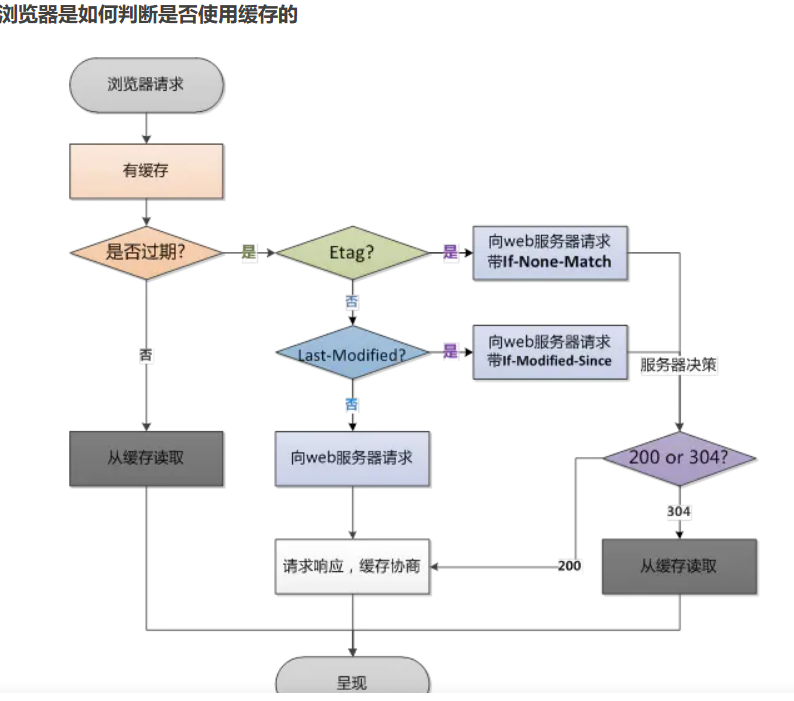 浏览器是如何判断是否使用缓存的
浏览器请求
有缓存
是否过期?
是
Etag?
是
向web服务器请求
带If-None-Match
否
否
Last-Modified?
是
向web服务器请求
带If-Modified-Since
服务器决策
否
从缓存读取
向web服务器请求
200 or 304?
304
请求响应，缓存协商
200
从缓存读取
呈现